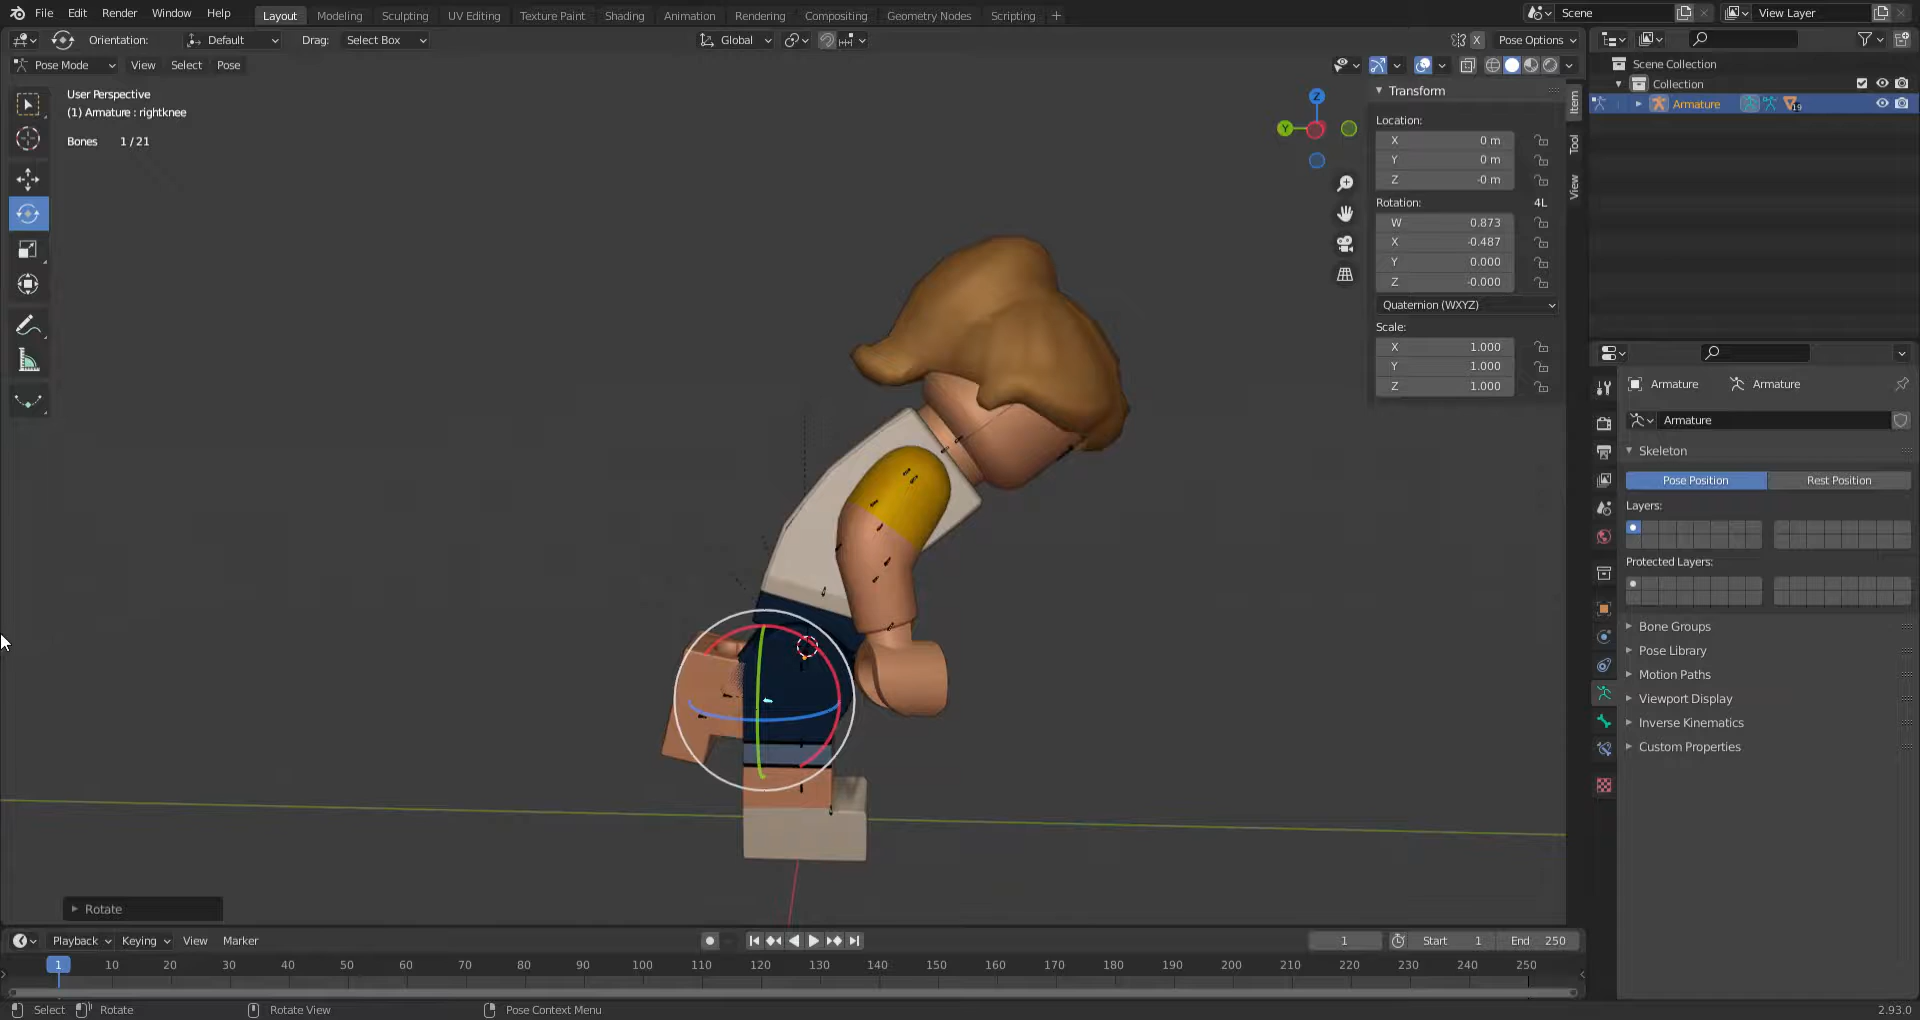 File Edit Render Window Help Layout Modeling Sculpting UV Editing Texture Paint Shading Animation Rendering Compositing Geometry Nodes Scripting + Scene View Layer
Orientation: Default Drag: Select Box Global X Pose Options
Pose Mode View Select Pose
Scene Collection
Collection
Armature 19
User Perspective
(1) Armature : rightknee
Bones 1 / 21
Z
Y
Transform
Location:
X 0 m
Y 0 m
Z -0 m
Rotation: 4L
W 0.873
X -0.487
Y 0.000
Z -0.000
Quaternion (WXYZ)
Scale:
X 1.000
Y 1.000
Z 1.000
Item
Tool
View
Armature Armature
Armature
Skeleton
Pose Position Rest Position
Layers:
Protected Layers:
Bone Groups
Pose Library
Motion Paths
Viewport Display
Inverse Kinematics
Custom Properties
Rotate
Playback Keying View Marker 1 Start 1 End 250
1 10 20 30 40 50 60 70 80 90 100 110 120 130 140 150 160 170 180 190 200 210 220 230 240 250
Select Rotate Rotate View Pose Context Menu 2.93.0